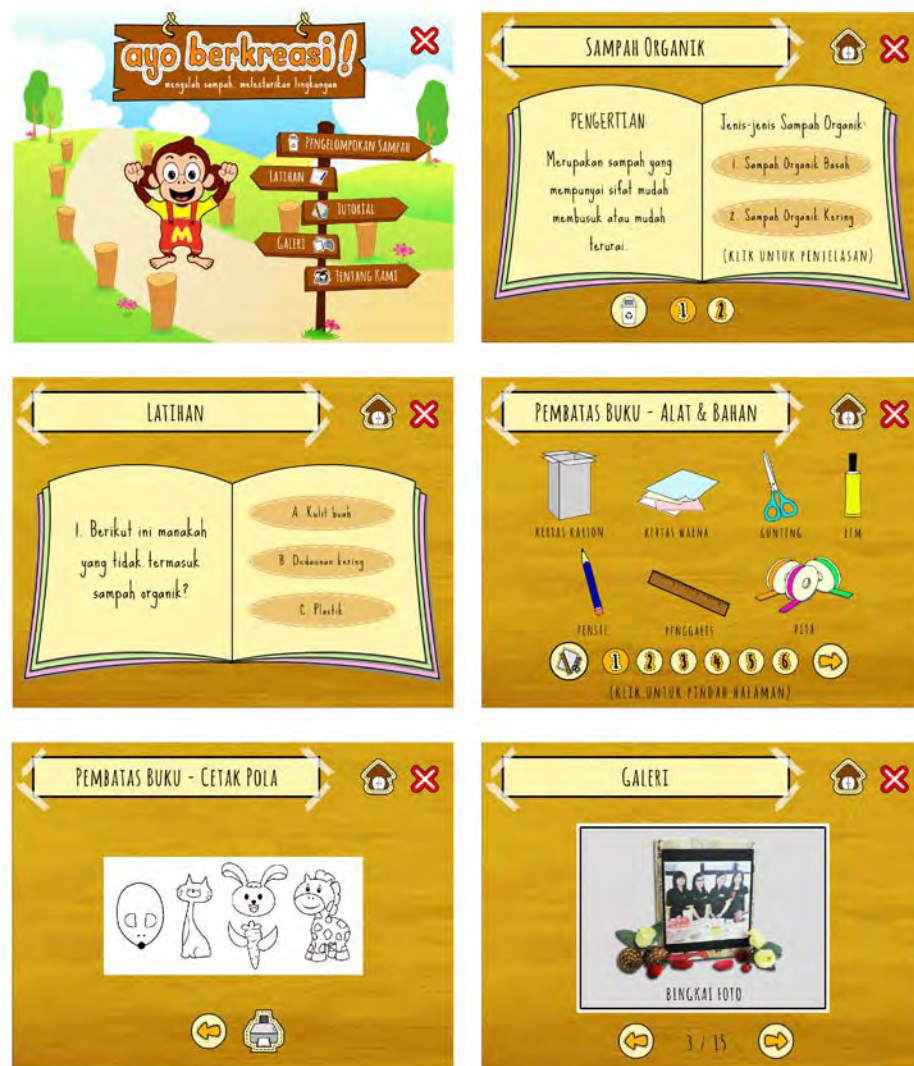 ayo berkreasi!
mengolah sampah, melestarikan lingkungan
PENGELOMPOKAN SAMPAH
LATIHAN
TUTORIAL
GALERI
TENTANG KAMI
M
SAMPAH ORGANIK
PENGERTIAN
Merupakan sampah yang
mempunyai sifat mudah
membusuk atau mudah
terurai.
Jenis-jenis Sampah Organik:
1. Sampah Organik Basah
2. Sampah Organik Kering
(KLIK UNTUK PENJELASAN)
1 2
LATIHAN
1. Berikut ini manakah
yang tidak termasuk
sampah organik?
A. Kulit buah
B. Dedaunan kering
C. Plastik
PEMBATAS BUKU - ALAT & BAHAN
KERTAS KARTON KERTAS WARNA GUNTING LEM
PENSIL PENGGARIS PITA
1 2 3 4 5 6
(KLIK UNTUK PINDAH HALAMAN)
PEMBATAS BUKU - CETAK POLA
GALERI
BINGKAI FOTO
3 / 15